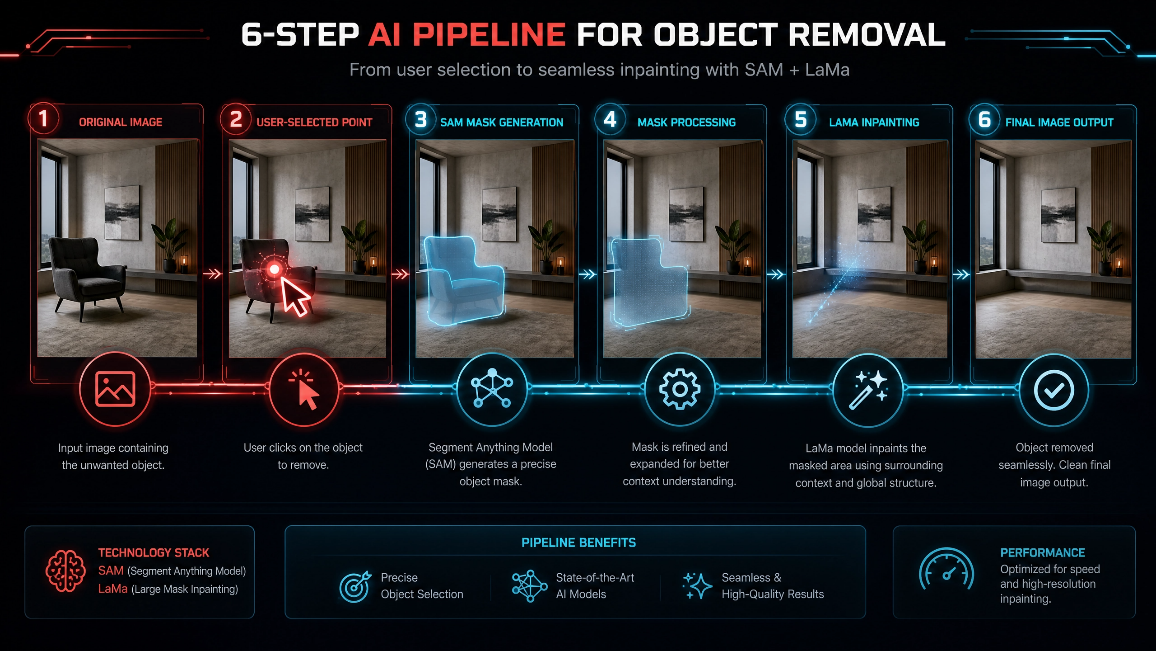 6-STEP AI PIPELINE FOR OBJECT REMOVAL
From user selection to seamless inpainting with SAM + LaMa
1 ORIGINAL IMAGE
2 USER-SELECTED POINT
3 SAM MASK GENERATION
4 MASK PROCESSING
5 LAMA INPAINTING
6 FINAL IMAGE OUTPUT
Input image containing
the unwanted object.
User clicks on the object
to remove.
Segment Anything Model
(SAM) generates a precise
object mask.
Mask is refined and
expanded for better
context understanding.
LaMa model inpaints the
masked area using surrounding
context and global structure.
Object removed
seamlessly. Clean final
image output.
TECHNOLOGY STACK
SAM (Segment Anything Model)
LaMa (Large Mask Inpainting)
PIPELINE BENEFITS
Precise
Object Selection
State-of-the-Art
AI Models
Seamless &
High-Quality Results
PERFORMANCE
Optimized for speed
and high-resolution
inpainting.